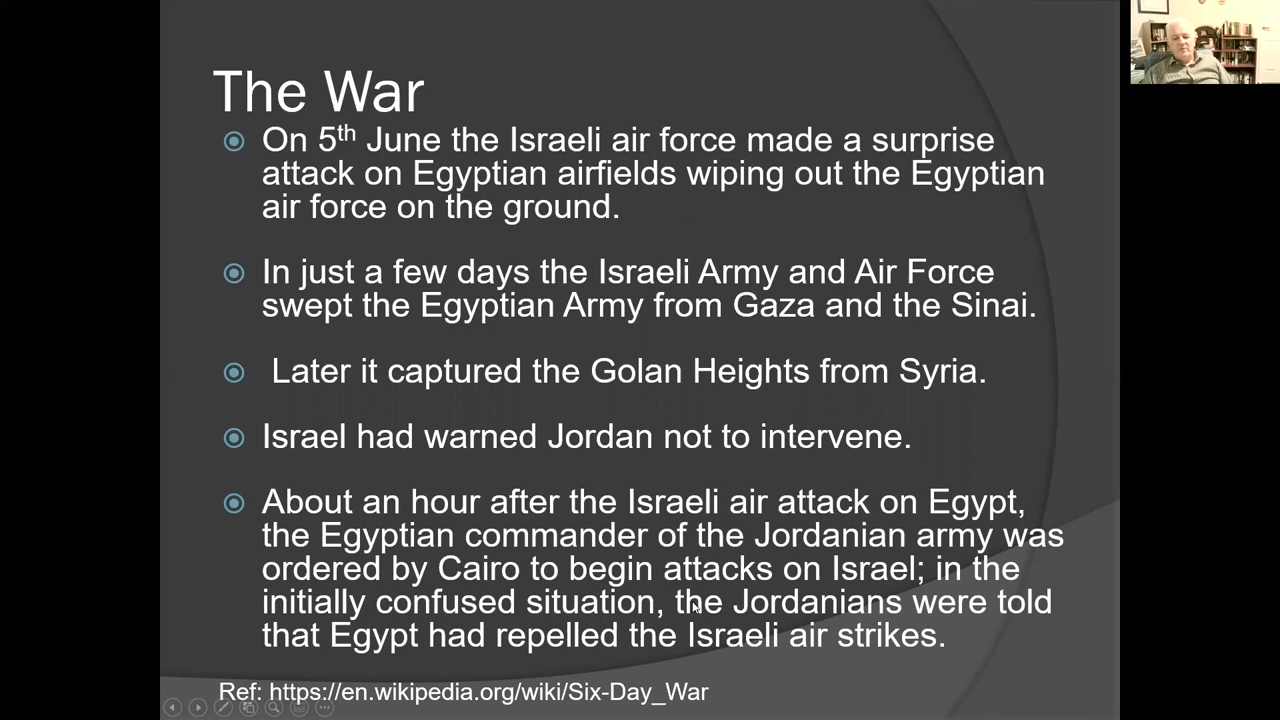 The War
On 5th June the Israeli air force made a surprise
attack on Egyptian airfields wiping out the Egyptian
air force on the ground.
In just a few days the Israeli Army and Air Force
swept the Egyptian Army from Gaza and the Sinai.
Later it captured the Golan Heights from Syria.
Israel had warned Jordan not to intervene.
About an hour after the Israeli air attack on Egypt,
the Egyptian commander of the Jordanian army was
ordered by Cairo to begin attacks on Israel; in the
initially confused situation, the Jordanians were told
that Egypt had repelled the Israeli air strikes.
Ref: https://en.wikipedia.org/wiki/Six-Day_War